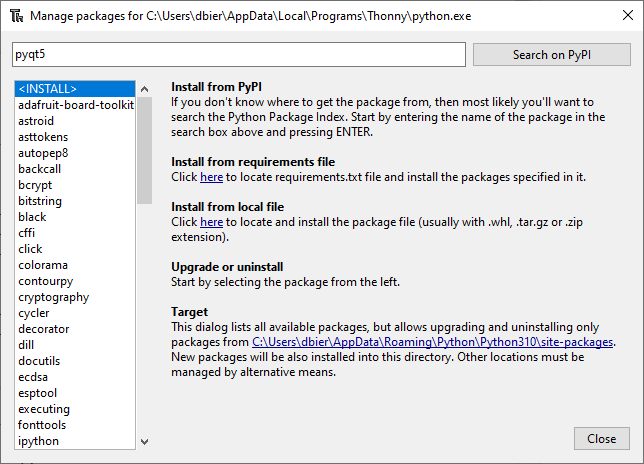 Manage packages for C:\Users\dbier\AppData\Local\Programs\Thonny\python.exe
pyqt5
Search on PyPI
<INSTALL>
adafruit-board-toolkit
astroid
asttokens
autopep8
backcall
bcrypt
bitstring
black
cffi
click
colorama
contourpy
cryptography
cycler
decorator
dill
docutils
ecdsa
esptool
executing
fonttools
ipython
Install from PyPI
If you don't know where to get the package from, then most likely you'll want to
search the Python Package Index. Start by entering the name of the package in the
search box above and pressing ENTER.
Install from requirements file
Click here to locate requirements.txt file and install the packages specified in it.
Install from local file
Click here to locate and install the package file (usually with .whl, .tar.gz or .zip
extension).
Upgrade or uninstall
Start by selecting the package from the left.
Target
This dialog lists all available packages, but allows upgrading and uninstalling only
packages from C:\Users\dbier\AppData\Roaming\Python\Python310\site-packages.
New packages will be also installed into this directory. Other locations must be
managed by alternative means.
Close